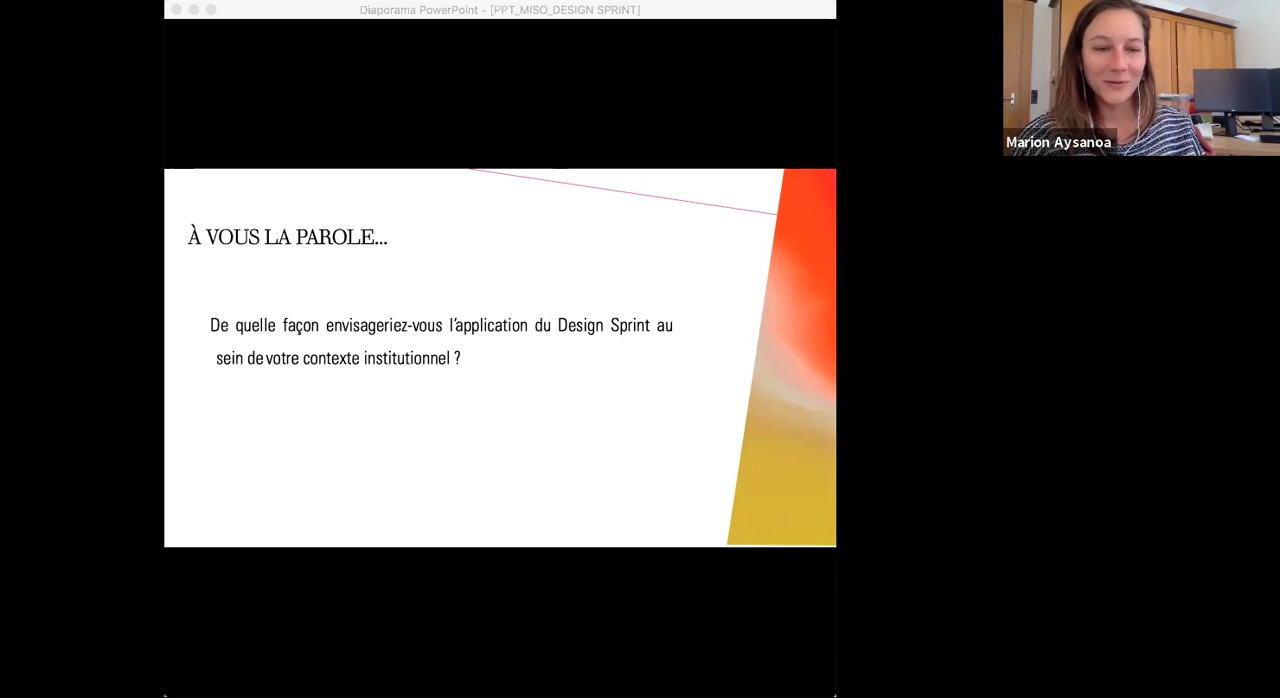 Diaporama PowerPoint - [PPT_MISO_DESIGN SPRINT]
Marion Aysanoa
À VOUS LA PAROLE...
De quelle façon envisageriez-vous l'application du Design Sprint au
sein de votre contexte institutionnel ?